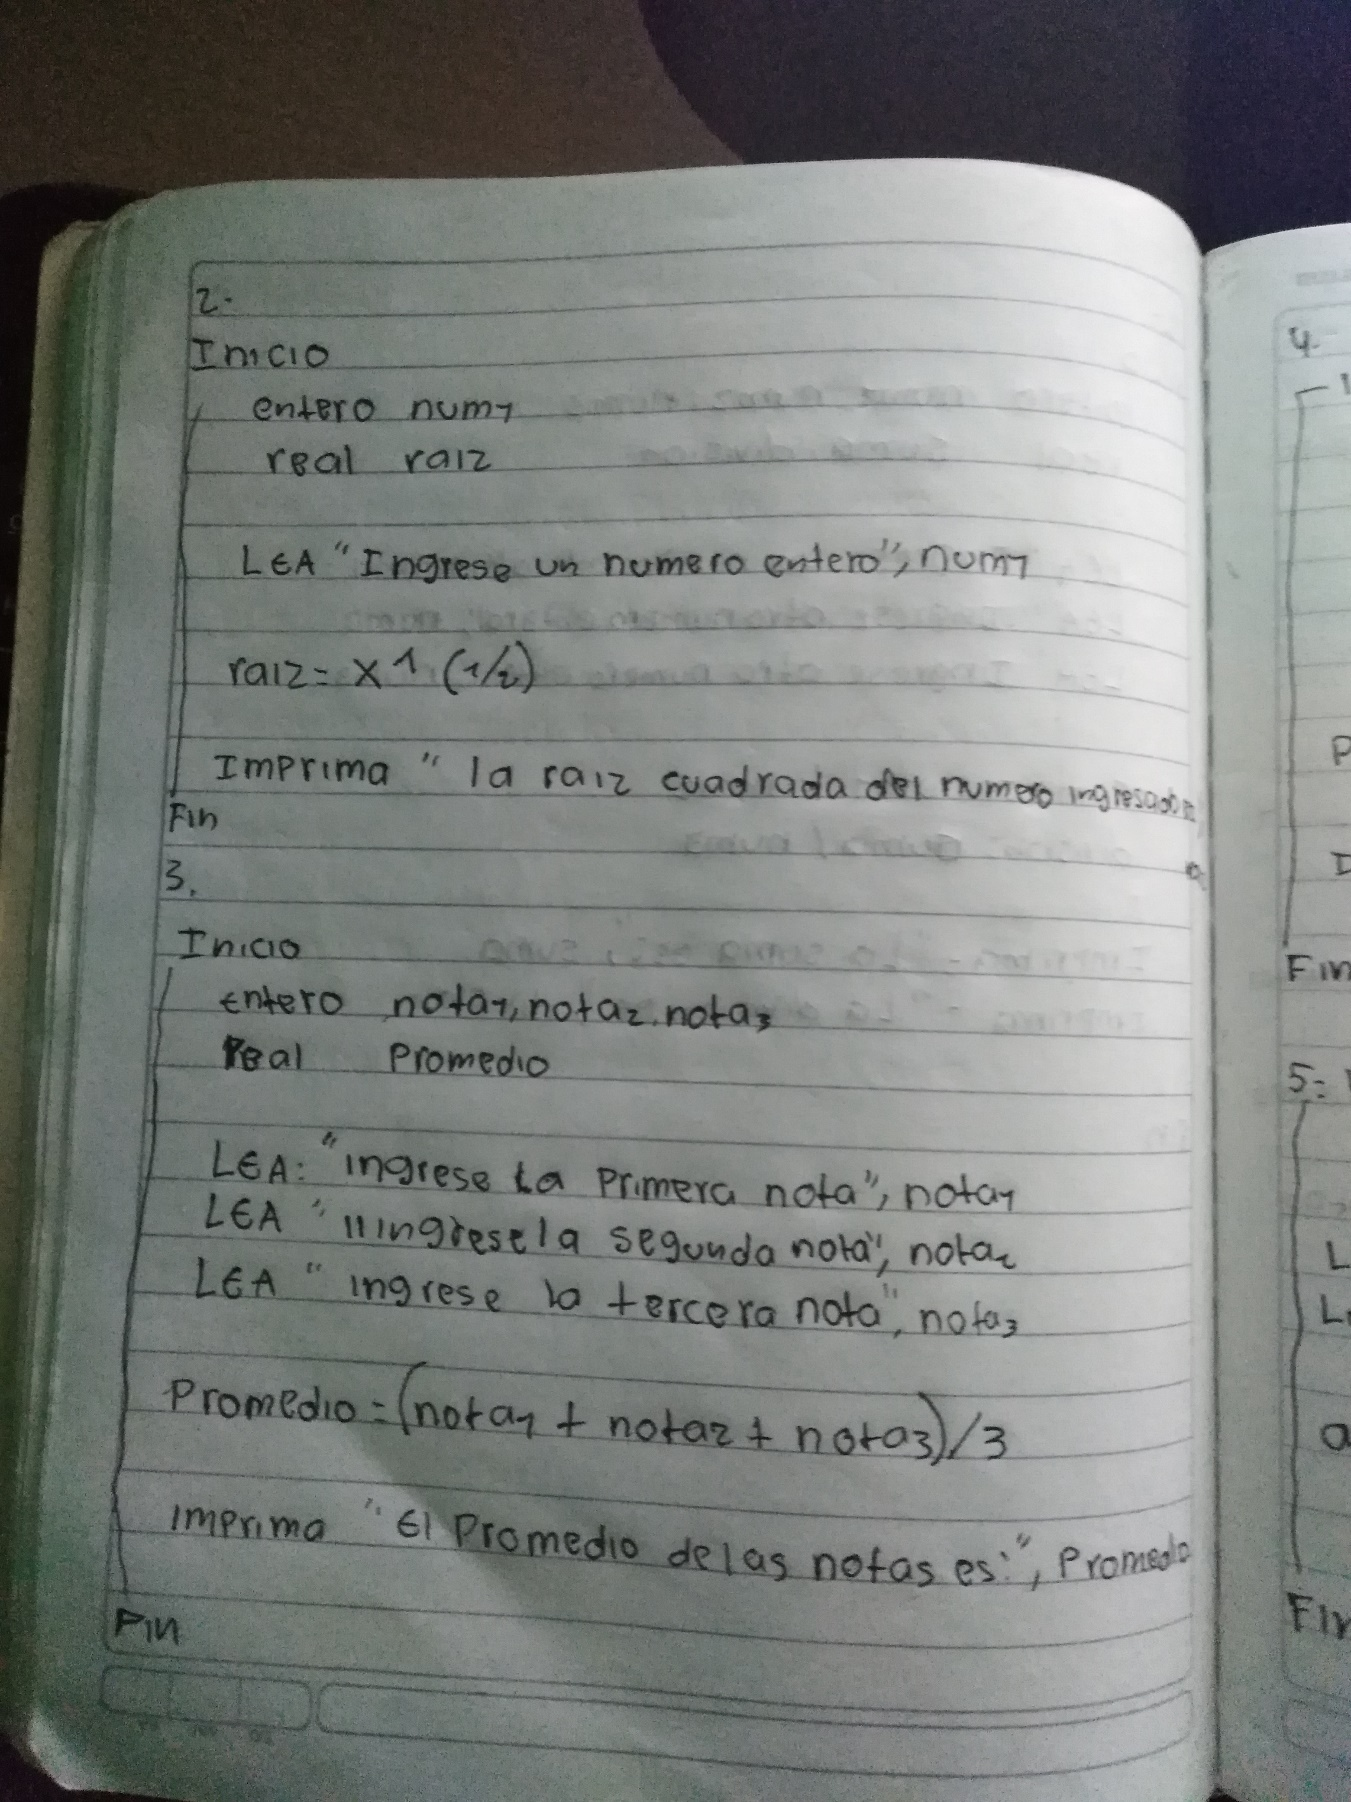 2.
Inicio
entero num1
real raiz
LEA "Ingrese un numero entero", num1
raiz = x ^ (1/2)
Imprima " la raiz cuadrada del numero ingresado
Fin
3.
Inicio
entero nota1, nota2, nota3
Real Promedio
LEA: "ingrese la Primera nota", nota1
LEA " ingrese la segunda nota", nota2
LEA " ingrese la tercera nota", nota3
Promedio = (nota1 + nota2 + nota3)/3
Imprima " El Promedio de las notas es:", Promedio
Fin
4.
P
Fin
5=
L
L
a
Fin